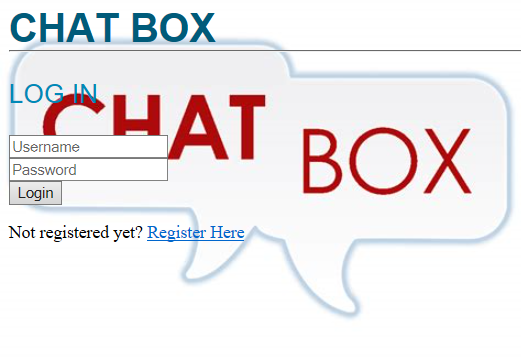 CHAT BOX
LOG IN
CHAT
BOX
Username
Password
Login
Not registered yet? Register Here